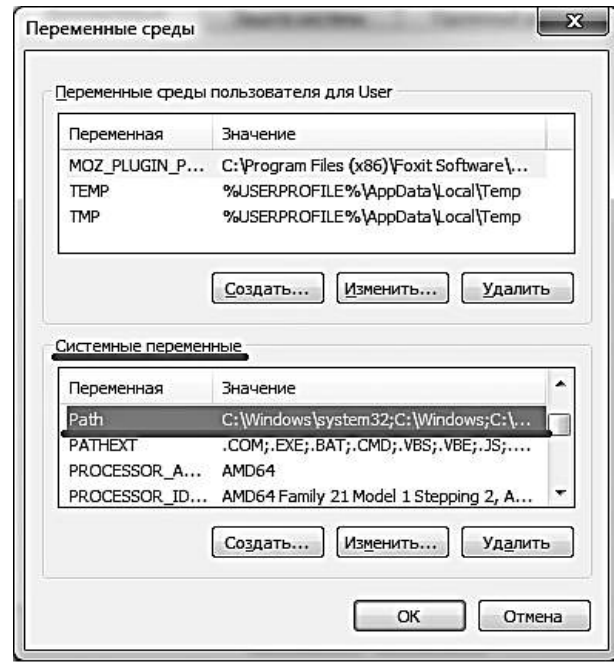 Переменные среды
Переменные среды пользователя для User
Переменная Значение
MOZ_PLUGIN_P... C:\Program Files (x86)\Foxit Software\...
TEMP %USERPROFILE%\AppData\Local\Temp
TMP %USERPROFILE%\AppData\Local\Temp
Создать... Изменить... Удалить
Системные переменные
Переменная Значение
Path C:\Windows\system32;C:\Windows;C:\...
PATHEXT .COM;.EXE;.BAT;.CMD;.VBS;.VBE;.JS;....
PROCESSOR_A... AMD64
PROCESSOR_ID... AMD64 Family 21 Model 1 Stepping 2, A...
Создать... Изменить... Удалить
ОК Отмена